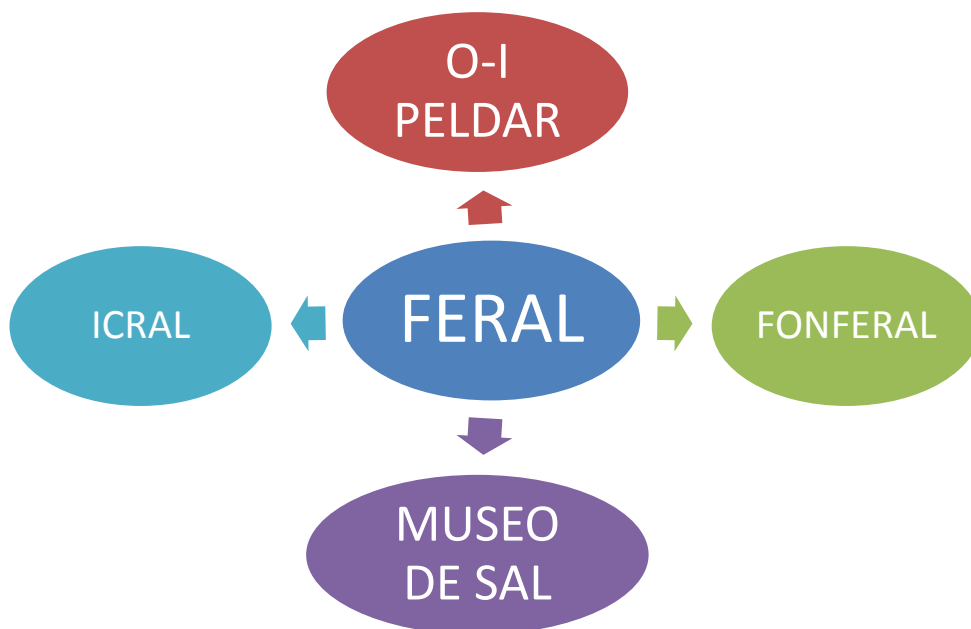 O-I
PELDAR
ICRAL
FERAL
FONFERAL
MUSEO
DE SAL